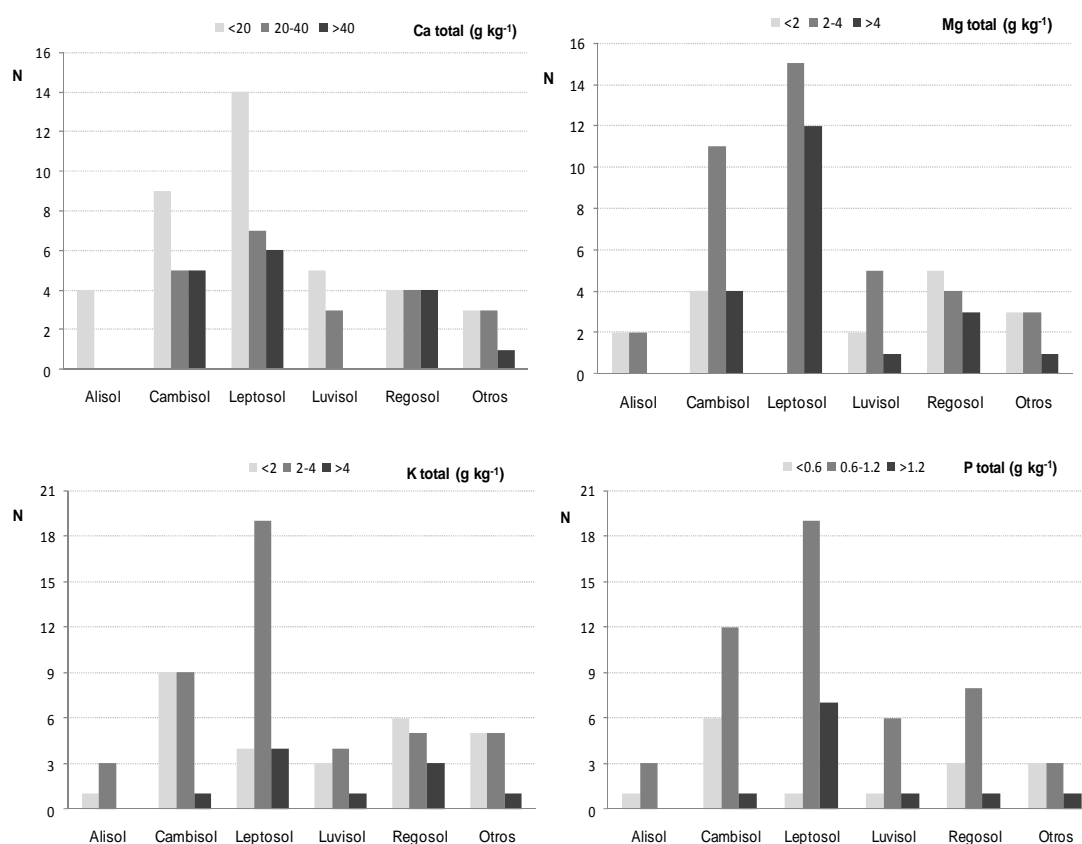 <20 20-40 >40 Ca total (g kg-1)
N
16
14
12
10
8
6
4
2
0
Alisol Cambisol Leptosol Luvisol Regosol Otros
<2 2-4 >4 Mg total (g kg-1)
N
16
14
12
10
8
6
4
2
0
Alisol Cambisol Leptosol Luvisol Regosol Otros
<2 2-4 >4 K total (g kg-1)
N
21
18
15
12
9
6
3
0
Alisol Cambisol Leptosol Luvisol Regosol Otros
<0.6 0.6-1.2 >1.2 P total (g kg-1)
N
21
18
15
12
9
6
3
0
Alisol Cambisol Leptosol Luvisol Regosol Otros